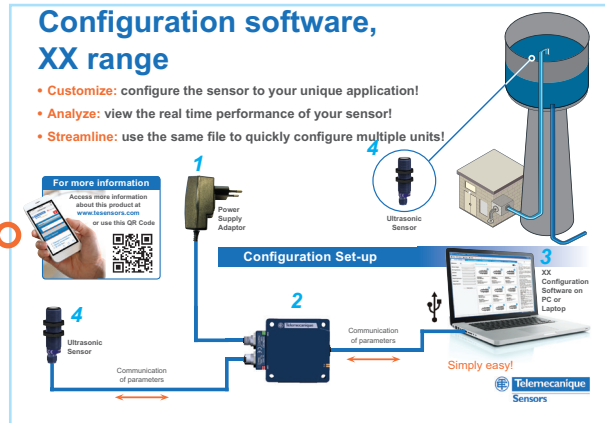 Configuration software,
XX range
• Customize: configure the sensor to your unique application!
• Analyze: view the real time performance of your sensor!
• Streamline: use the same file to quickly configure multiple units!
4
Ultrasonic
Sensor
For more information
Access more information
about this product at
www.tesensors.com
or use this QR Code
1
Power
Supply
Adaptor
Configuration Set-up
3
XX
Configuration
Software on
PC or
Laptop
4
Ultrasonic
Sensor
2
Telemecanique
Communication
of parameters
Communication
of parameters
Simply easy!
Telemecanique
Sensors